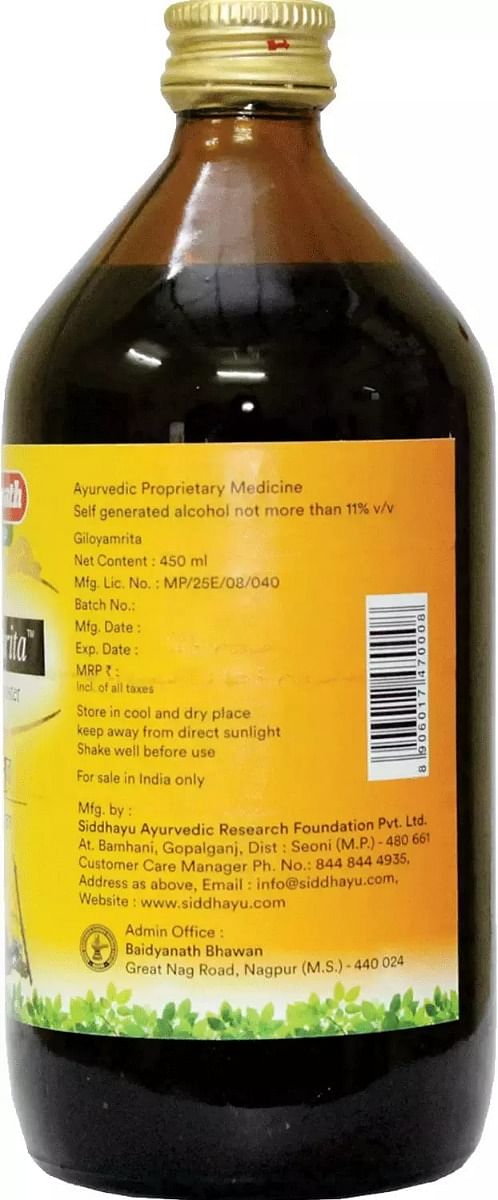 Ayurvedic Proprietary Medicine
Self generated alcohol not more than 11% v/v
Giloyamrita
Net Content : 450 ml
Mfg. Lic. No. : MP/25E/08/040
Batch No.:
Mfg. Date :
Exp. Date :
MRP ₹ :
Incl. of all taxes
Store in cool and dry place
keep away from direct sunlight
Shake well before use
For sale in India only
Mfg. by :
Siddhayu Ayurvedic Research Foundation Pvt. Ltd.
At. Bamhani, Gopalganj, Dist : Seoni (M.P.) - 480 661
Customer Care Manager Ph. No.: 844 844 4935,
Address as above, Email : info@siddhayu.com,
Website : www.siddhayu.com
Admin Office :
Baidyanath Bhawan
Great Nag Road, Nagpur (M.S.) - 440 024
8 906017 470008